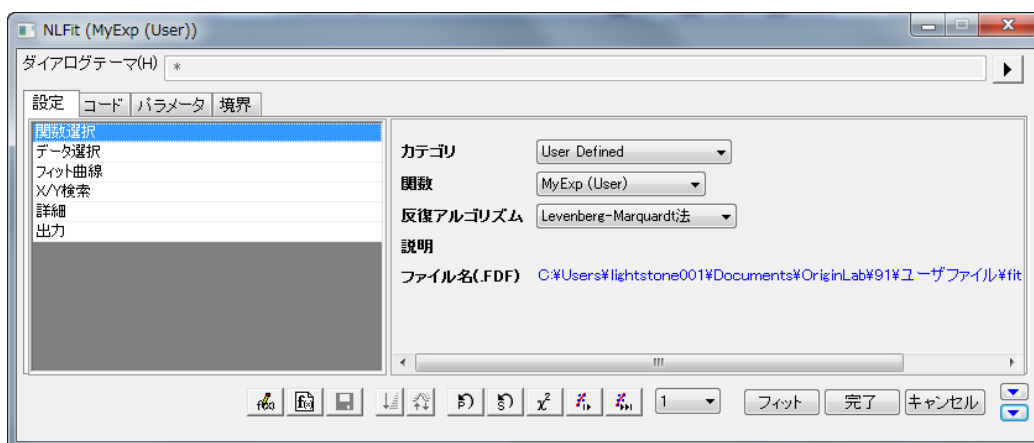 NLFit (MyExp (User))
ダイアログテーマ(H) *
設定 コード パラメータ 境界
関数選択
データ選択
フィット曲線
X/Y検索
詳細
出力
カテゴリ User Defined
関数 MyExp (User)
反復アルゴリズム Levenberg-Marquardt法
説明
ファイル名(.FDF) C:¥Users¥lightstone001¥Documents¥OriginLab¥91¥ユーザファイル¥fit
χ² 1 フィット 完了 キャンセル